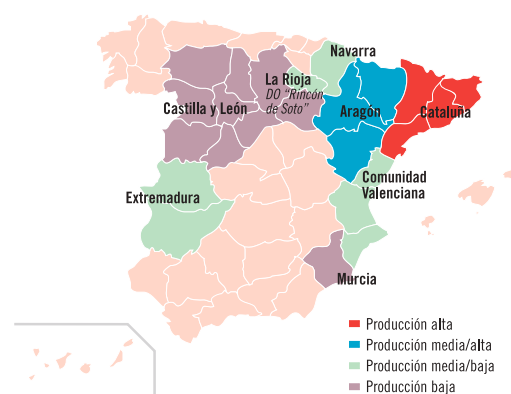 Navarra
La Rioja
DO "Rincón
de Soto"
Castilla y León
Aragón
Cataluña
Comunidad
Valenciana
Extremadura
Murcia
Producción alta
Producción media/alta
Producción media/baja
Producción baja